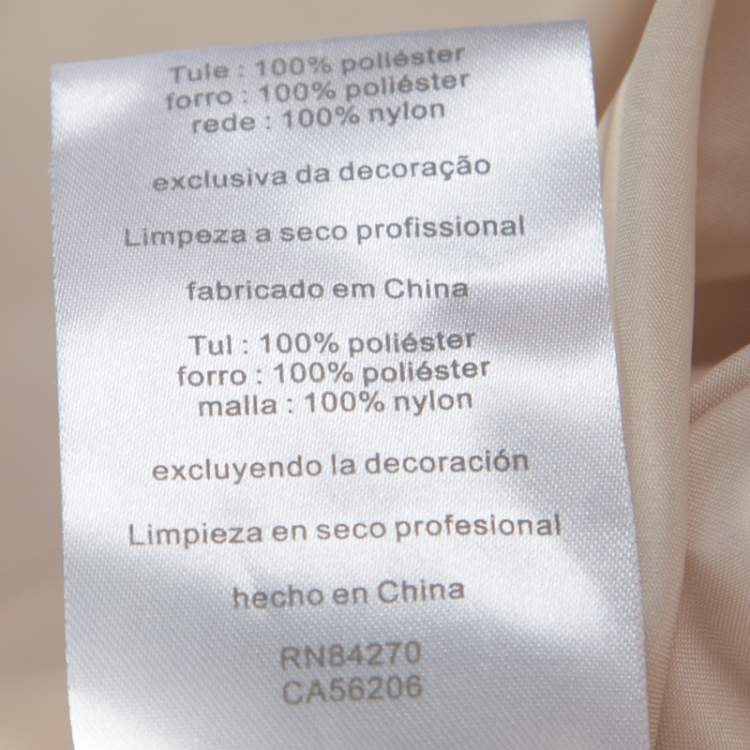 Tule : 100% poliéster
forro : 100% poliéster
rede : 100% nylon
exclusiva da decoração
Limpeza a seco profissional
fabricado em China
Tul : 100% poliéster
forro : 100% poliéster
malla : 100% nylon
excluyendo la decoración
Limpieza en seco profesional
hecho en China
RN84270
CA56206